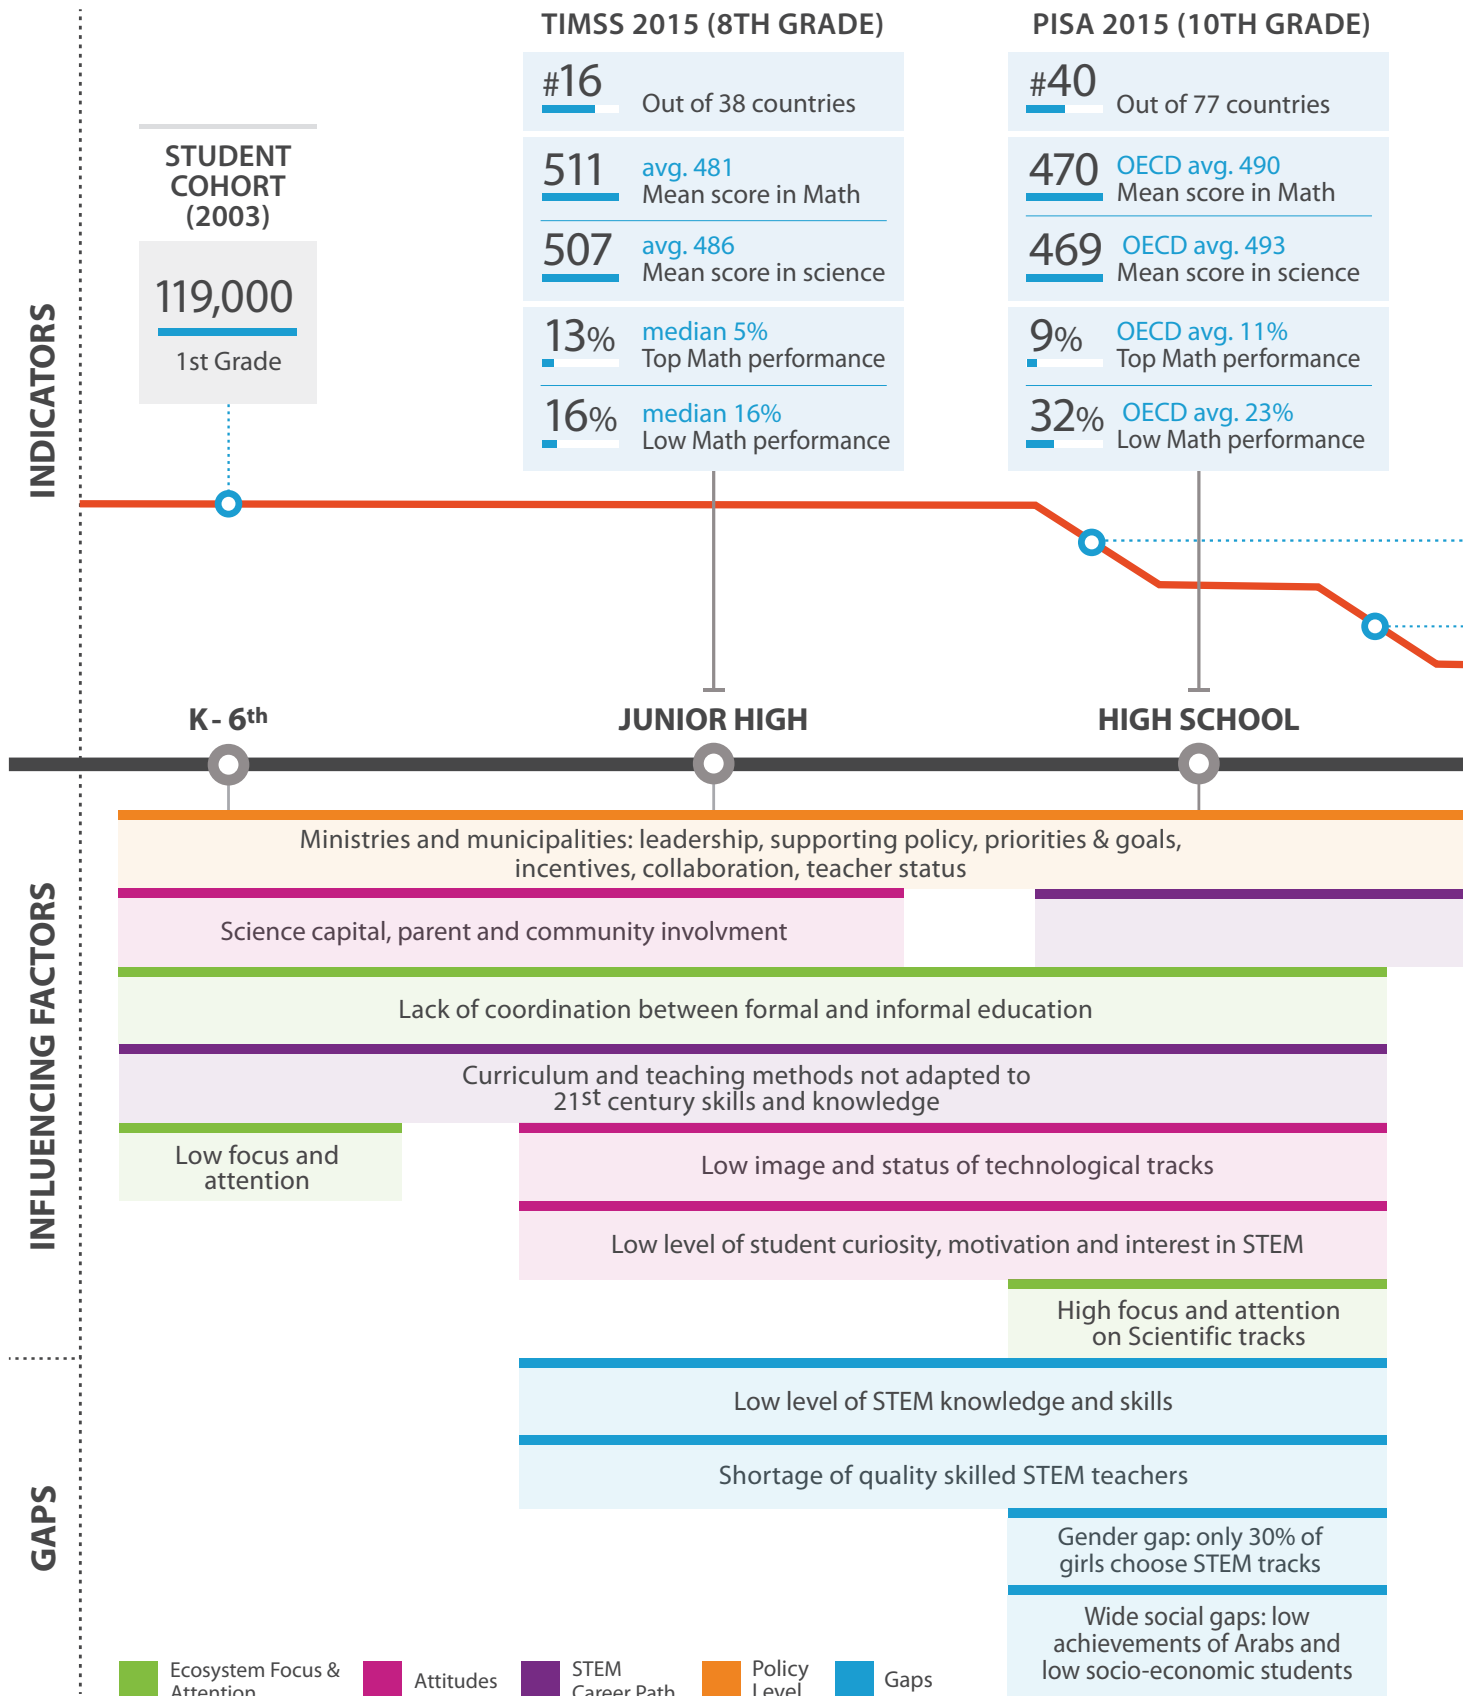 TIMSS 2015 (8TH GRADE)
#16
Out of 38 countries
511
avg. 481
Mean score in Math
507
avg. 486
Mean score in science
13%
median 5%
Top Math performance
16%
median 16%
Low Math performance
PISA 2015 (10TH GRADE)
#40
Out of 77 countries
470
OECD avg. 490
Mean score in Math
469
OECD avg. 493
Mean score in science
9%
OECD avg. 11%
Top Math performance
32%
OECD avg. 23%
Low Math performance
STUDENT
COHORT
(2003)
119,000
1st Grade
INDICATORS
K - 6th
JUNIOR HIGH
HIGH SCHOOL
INFLUENCING FACTORS
Ministries and municipalities: leadership, supporting policy, priorities & goals,
incentives, collaboration, teacher status
Science capital, parent and community involvment
Lack of coordination between formal and informal education
Curriculum and teaching methods not adapted to
21st century skills and knowledge
Low focus and
attention
Low image and status of technological tracks
Low level of student curiosity, motivation and interest in STEM
High focus and attention
on Scientific tracks
GAPS
Low level of STEM knowledge and skills
Shortage of quality skilled STEM teachers
Gender gap: only 30% of
girls choose STEM tracks
Wide social gaps: low
achievements of Arabs and
low socio-economic students
Ecosystem Focus &
Attention
Attitudes
STEM
Career Path
Policy
Level
Gaps